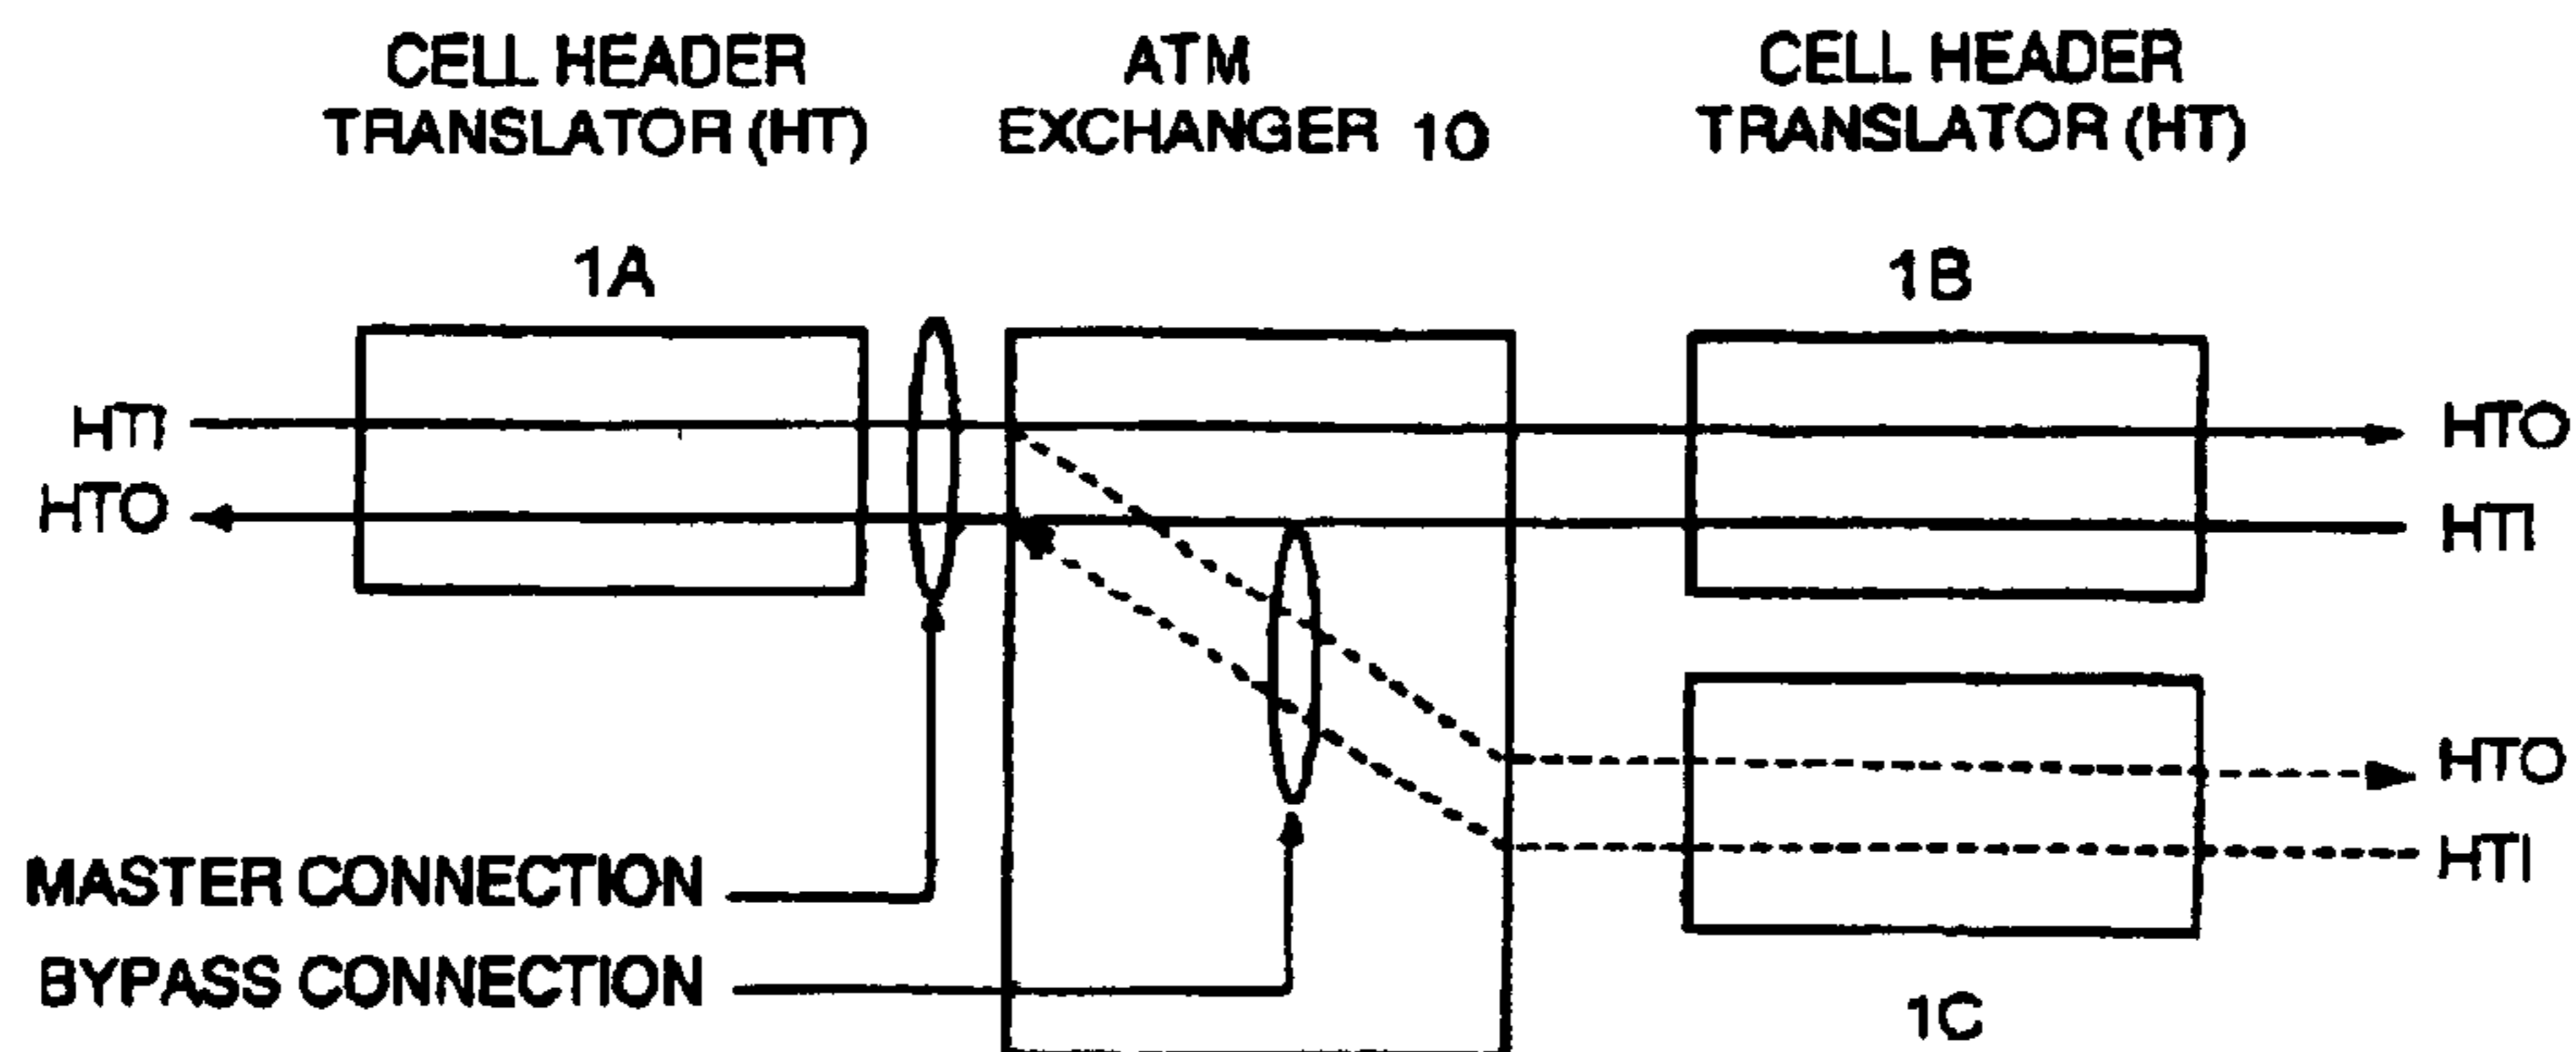 CELL HEADER
TRANSLATOR (HT)
ATM
EXCHANGER 10
CELL HEADER
TRANSLATOR (HT)
1A
1B
HTI
HTO
HTO
HTI
HTO
HTI
MASTER CONNECTION
BYPASS CONNECTION
1C